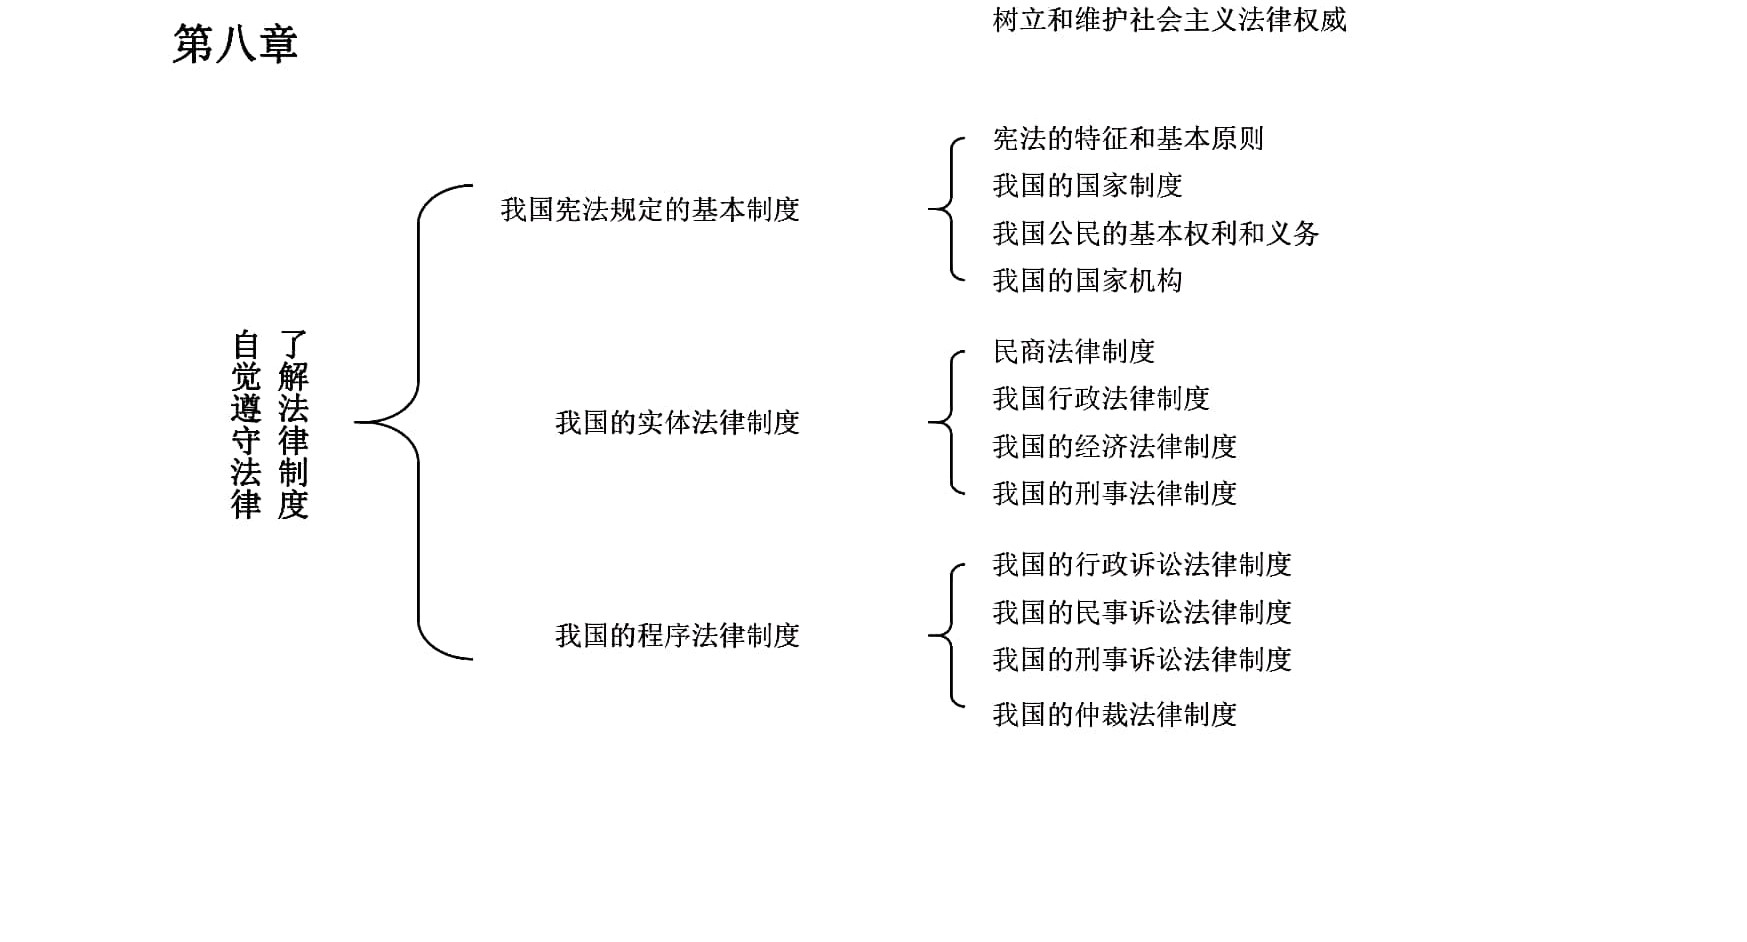 树立和维护社会主义法律权威
第八章
了解法律制度
自觉遵守法律
我国宪法规定的基本制度
宪法的特征和基本原则
我国的国家制度
我国公民的基本权利和义务
我国的国家机构
我国的实体法律制度
民商法律制度
我国行政法律制度
我国的经济法律制度
我国的刑事法律制度
我国的程序法律制度
我国的行政诉讼法律制度
我国的民事诉讼法律制度
我国的刑事诉讼法律制度
我国的仲裁法律制度